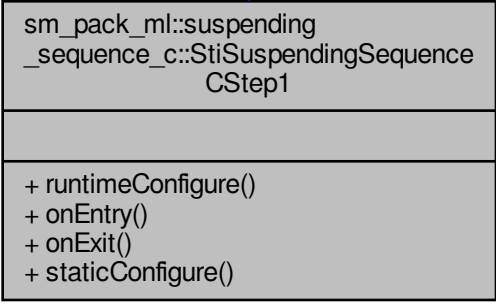 sm_pack_ml::suspending
_sequence_c::StiSuspendingSequence
CStep1
+ runtimeConfigure()
+ onEntry()
+ onExit()
+ staticConfigure()